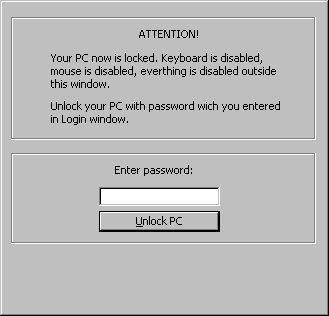 ATTENTION!
Your PC now is locked. Keyboard is disabled,
mouse is disabled, everthing is disabled outside
this window.
Unlock your PC with password wich you entered
in Login window.
Enter password:
Unlock PC